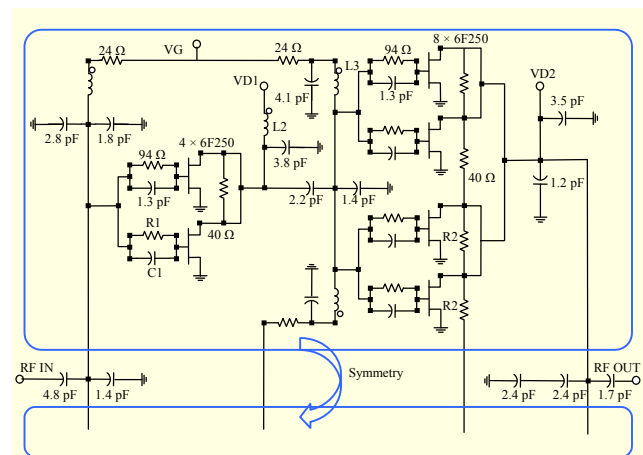 VG
8 × 6F250
24 Ω
24 Ω
L3
94 Ω
VD1
VD2
4.1 pF
1.3 pF
3.5 pF
L2
2.8 pF
1.8 pF
4 × 6F250
3.8 pF
94 Ω
40 Ω
1.3 pF
2.2 pF
1.4 pF
1.2 pF
R1
40 Ω
R2
C1
R2
RF IN
Symmetry
RF OUT
4.8 pF
1.4 pF
2.4 pF
2.4 pF
1.7 pF